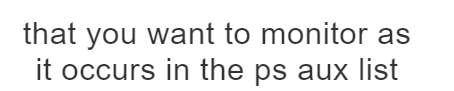 that you want to monitor as
it occurs in the ps aux list